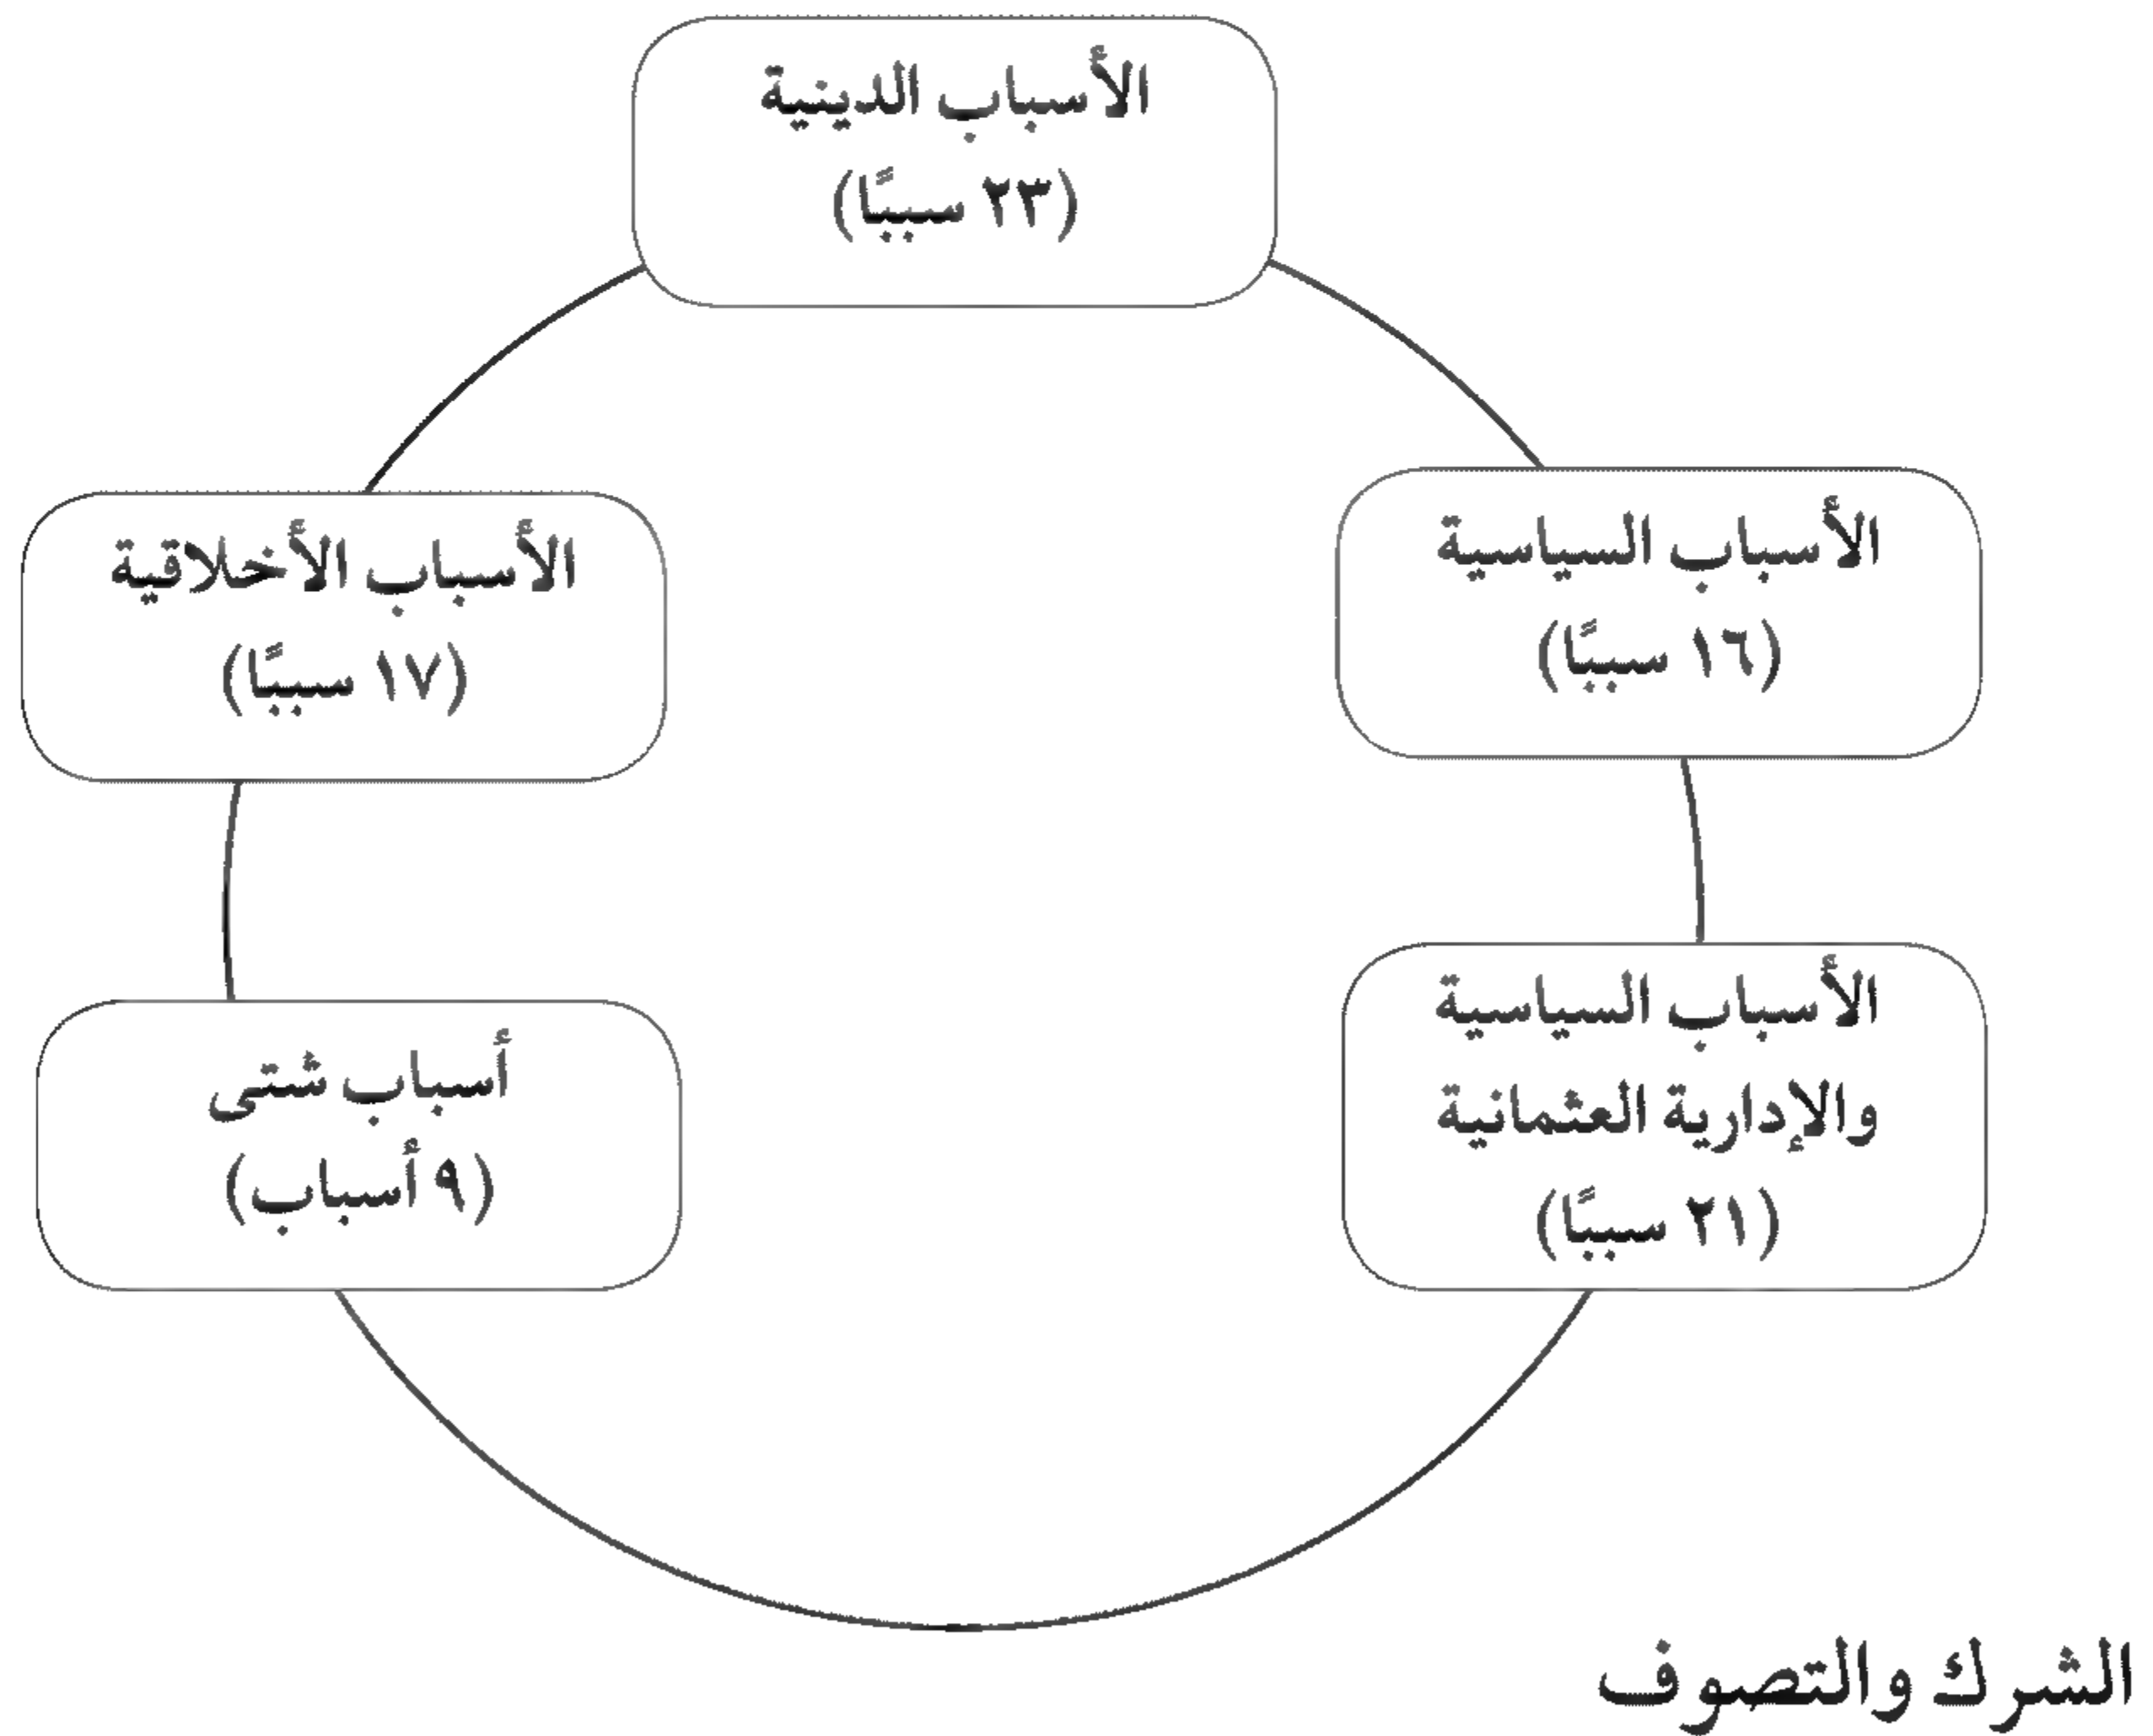 الأسباب الدينية
(٢٣ سببًا)
الأسباب السياسية
(١٦ سببًا)
الأسباب الأخلاقية
(١٧ سببًا)
الأسباب السياسية
والإدارية العثمانية
(٢١ سببًا)
أسباب شتى
(٩ أسباب)
الشرك والتصوف